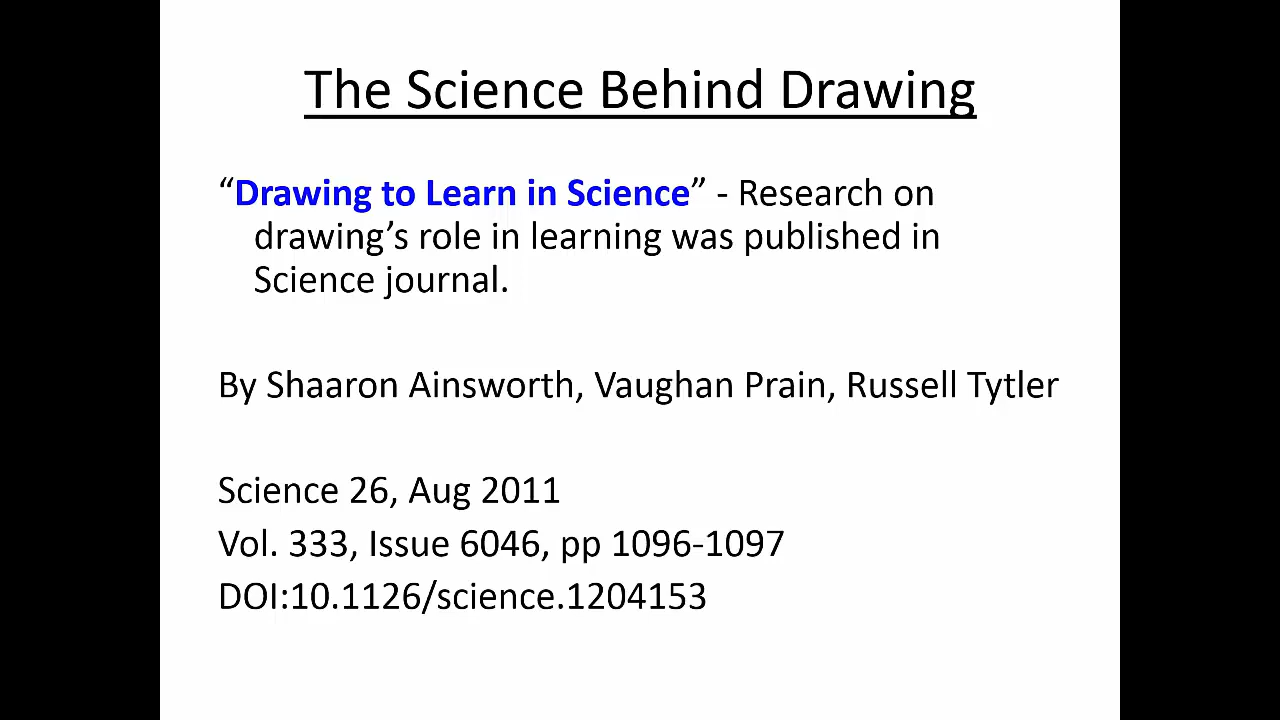 The Science Behind Drawing
“Drawing to Learn in Science” - Research on
drawing’s role in learning was published in
Science journal.
By Shaaron Ainsworth, Vaughan Prain, Russell Tytler
Science 26, Aug 2011
Vol. 333, Issue 6046, pp 1096-1097
DOI:10.1126/science.1204153